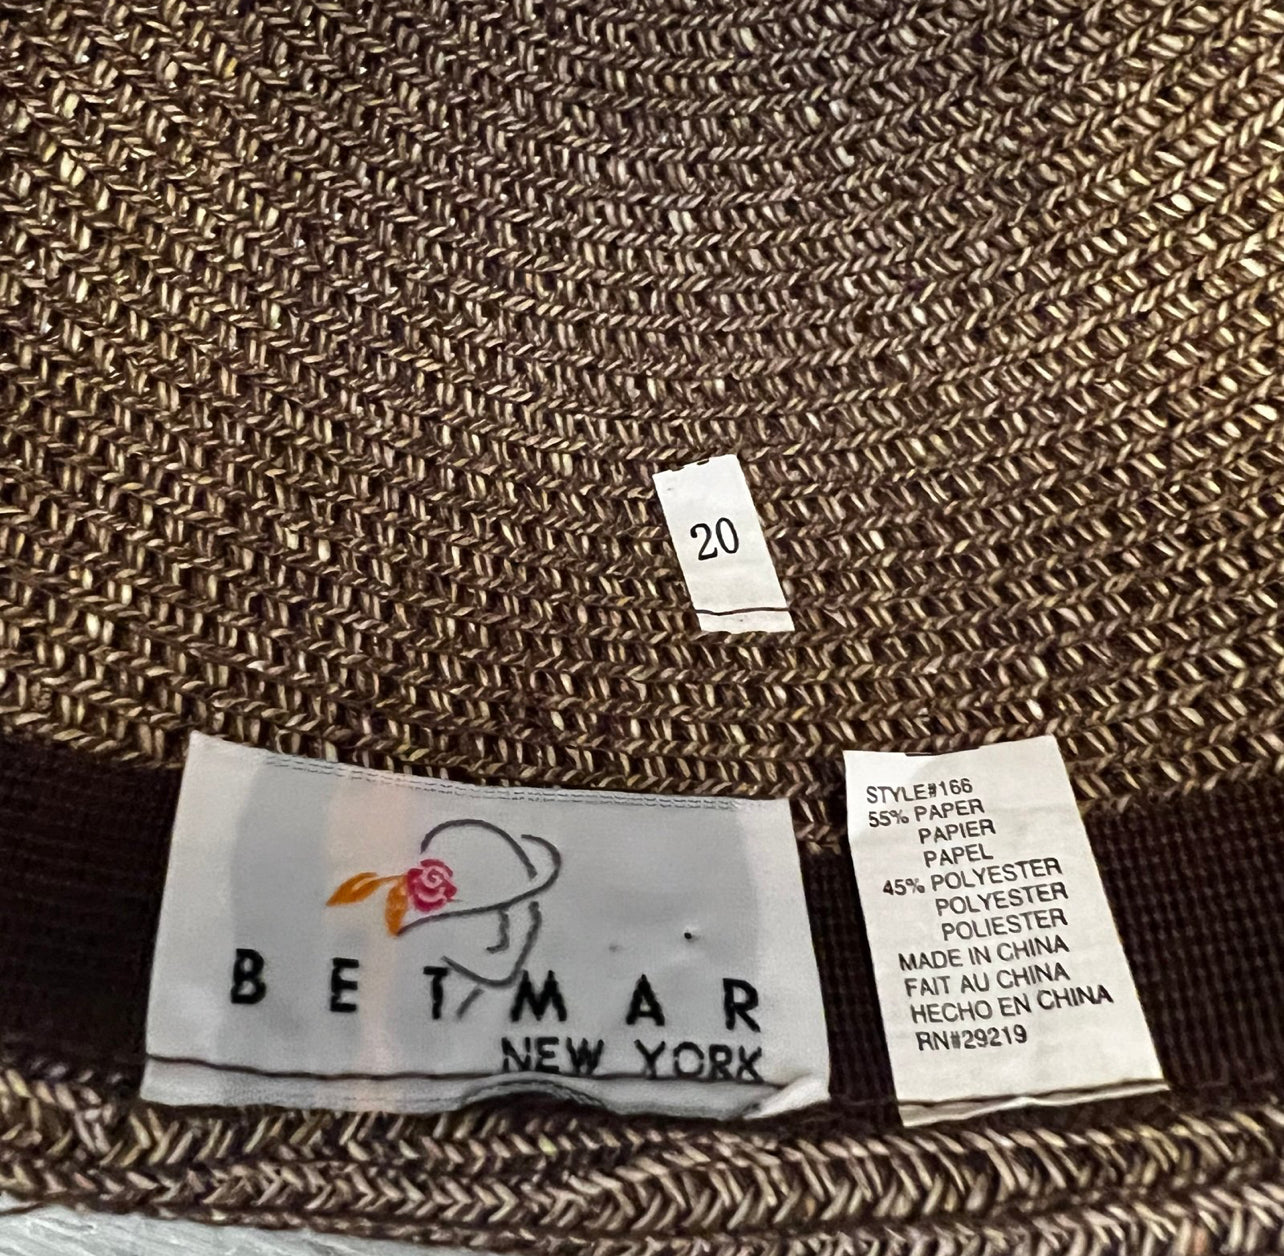 20
BETMAR
NEW YORK
STYLE#166
55% PAPER
PAPIER
PAPEL
45% POLYESTER
POLYESTER
POLIESTER
MADE IN CHINA
FAIT AU CHINA
HECHO EN CHINA
RN#29219